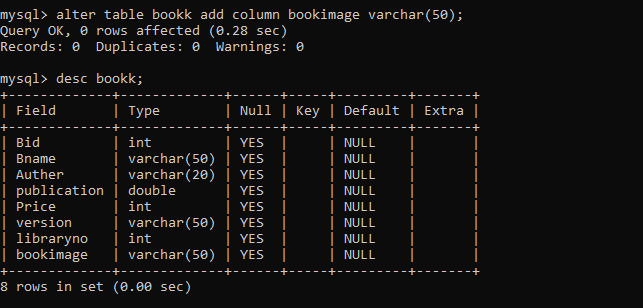 mysql> alter table bookk add column bookimage varchar(50);
Query OK, 0 rows affected (0.28 sec)
Records: 0  Duplicates: 0  Warnings: 0

mysql> desc bookk;
+-------------+-------------+------+-----+---------+-------+
| Field       | Type        | Null | Key | Default | Extra |
+-------------+-------------+------+-----+---------+-------+
| Bid         | int         | YES  |     | NULL    |       |
| Bname       | varchar(50) | YES  |     | NULL    |       |
| Auther      | varchar(20) | YES  |     | NULL    |       |
| publication | double      | YES  |     | NULL    |       |
| Price       | int         | YES  |     | NULL    |       |
| version     | varchar(50) | YES  |     | NULL    |       |
| libraryno   | int         | YES  |     | NULL    |       |
| bookimage   | varchar(50) | YES  |     | NULL    |       |
+-------------+-------------+------+-----+---------+-------+
8 rows in set (0.00 sec)